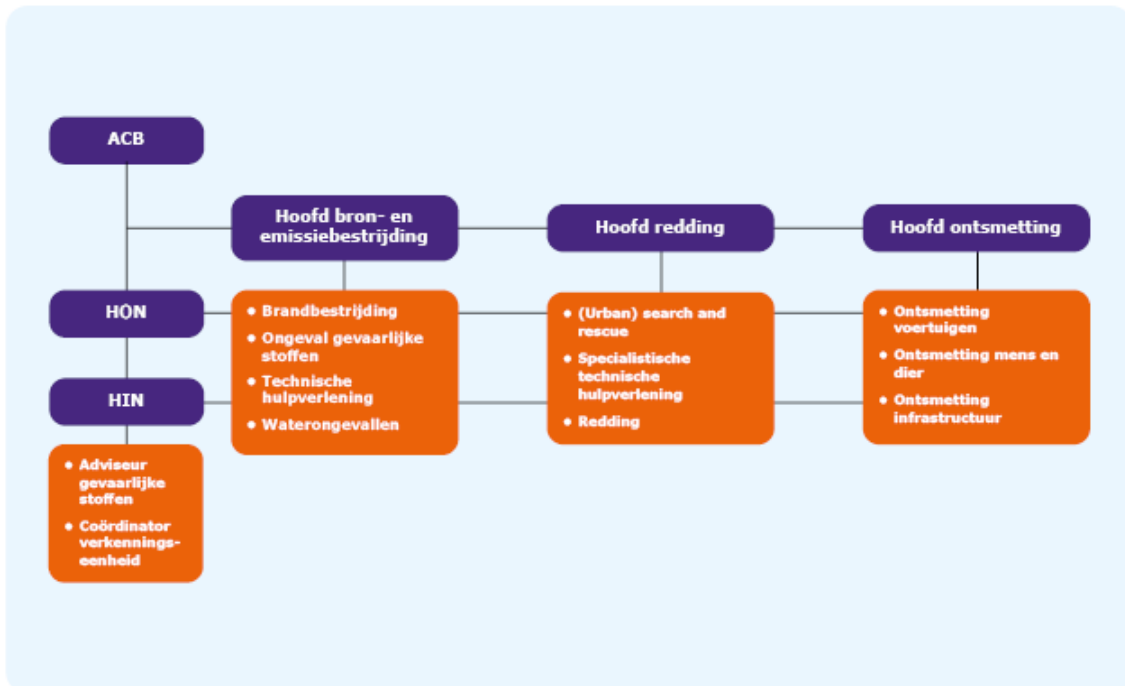 ACB
Hoofd bron- en
emissiebestrijding
Hoofd redding
Hoofd ontsmetting
HON
• Brandbestrijding
• Ongeval gevaarlijke
stoffen
• Technische
hulpverlening
• Waterongevallen
• (Urban) search and
rescue
• Specialistische
technische
hulpverlening
• Redding
• Ontsmetting
voertuigen
• Ontsmetting mens en
dier
• Ontsmetting
infrastructuur
HIN
• Adviseur
gevaarlijke
stoffen
• Coördinator
verkennings-
eenheid